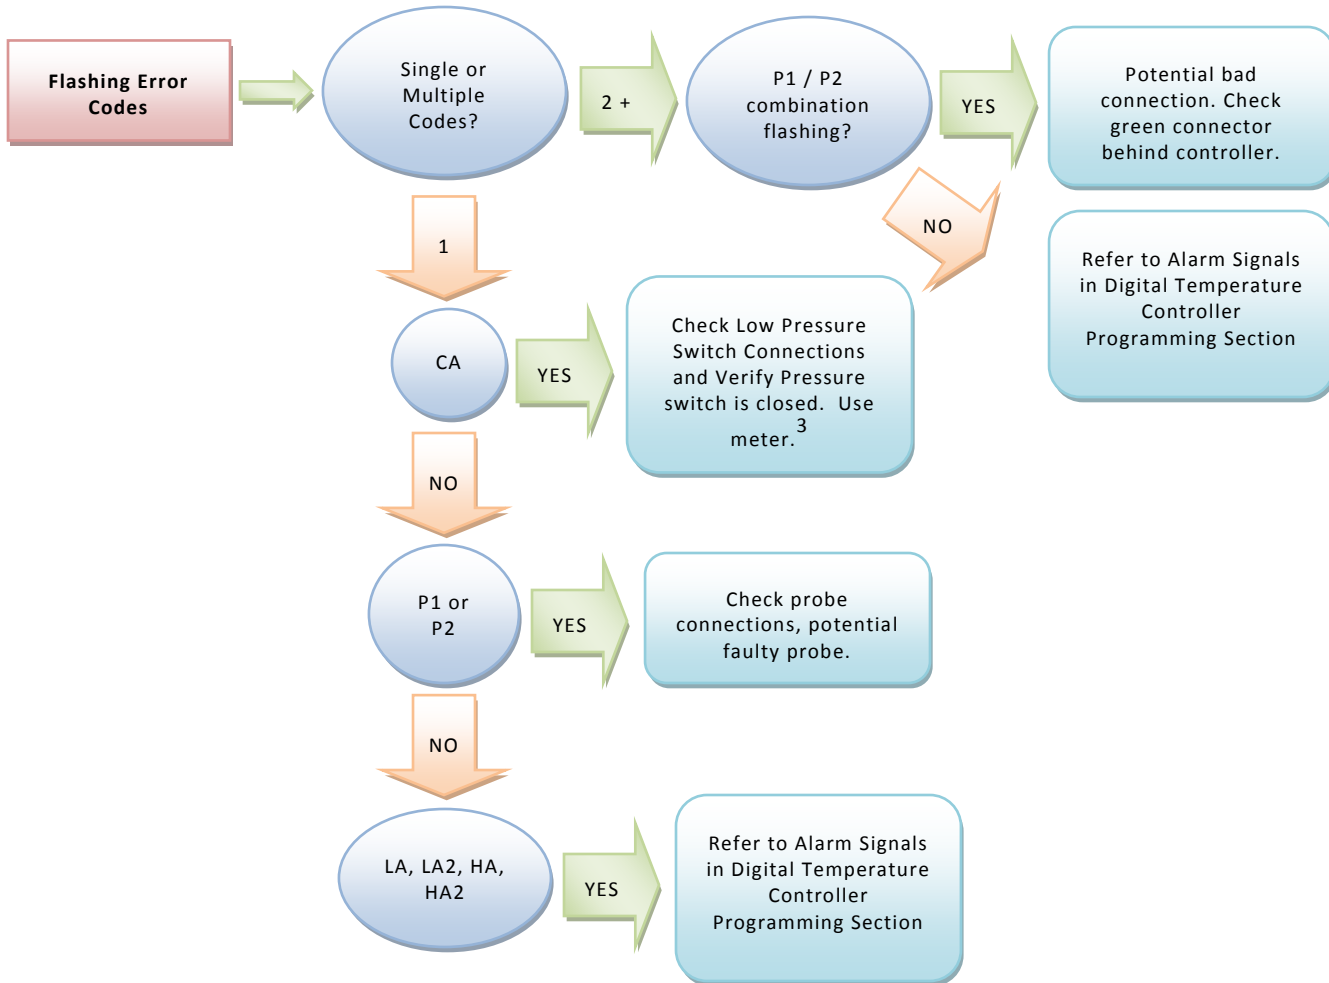 Flashing Error
Codes
Single or
Multiple
Codes?
2 +
P1 / P2
combination
flashing?
YES
Potential bad
connection. Check
green connector
behind controller.
NO
Refer to Alarm Signals
in Digital Temperature
Controller
Programming Section
1
CA
YES
Check Low Pressure
Switch Connections
and Verify Pressure
switch is closed. Use
meter.3
NO
P1 or
P2
YES
Check probe
connections, potential
faulty probe.
NO
LA, LA2, HA,
HA2
YES
Refer to Alarm Signals
in Digital Temperature
Controller
Programming Section